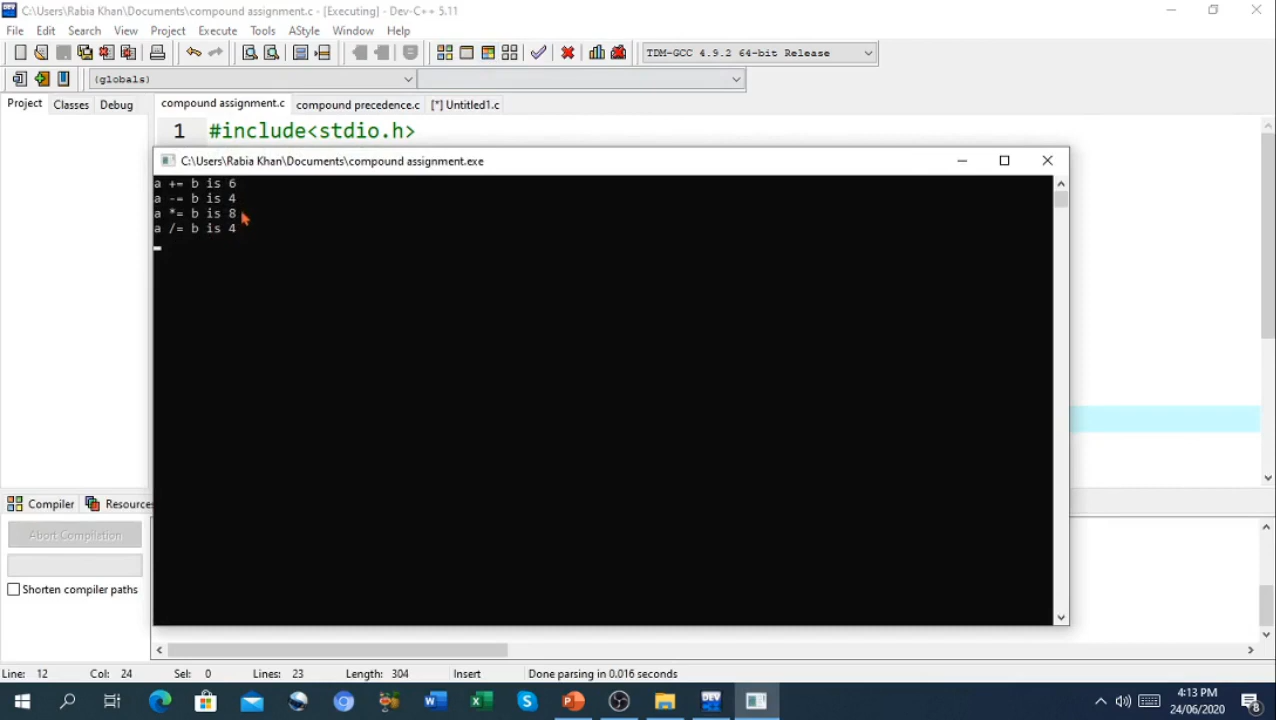 C:\Users\Rabia Khan\Documents\compound assignment.c - [Executing] - Dev-C++ 5.11
File Edit Search View Project Execute Tools AStyle Window Help
TDM-GCC 4.9.2 64-bit Release
(globals)
Project Classes Debug compound assignment.c compound precedence.c [*] Untitled1.c
1 #include<stdio.h>
C:\Users\Rabia Khan\Documents\compound assignment.exe
a += b is 6
a -= b is 4
a *= b is 8
a /= b is 4
Compiler Resources
Abort Compilation
Shorten compiler paths
Line: 12 Col: 24 Sel: 0 Lines: 23 Length: 304 Insert Done parsing in 0.016 seconds
4:13 PM
24/06/2020
8